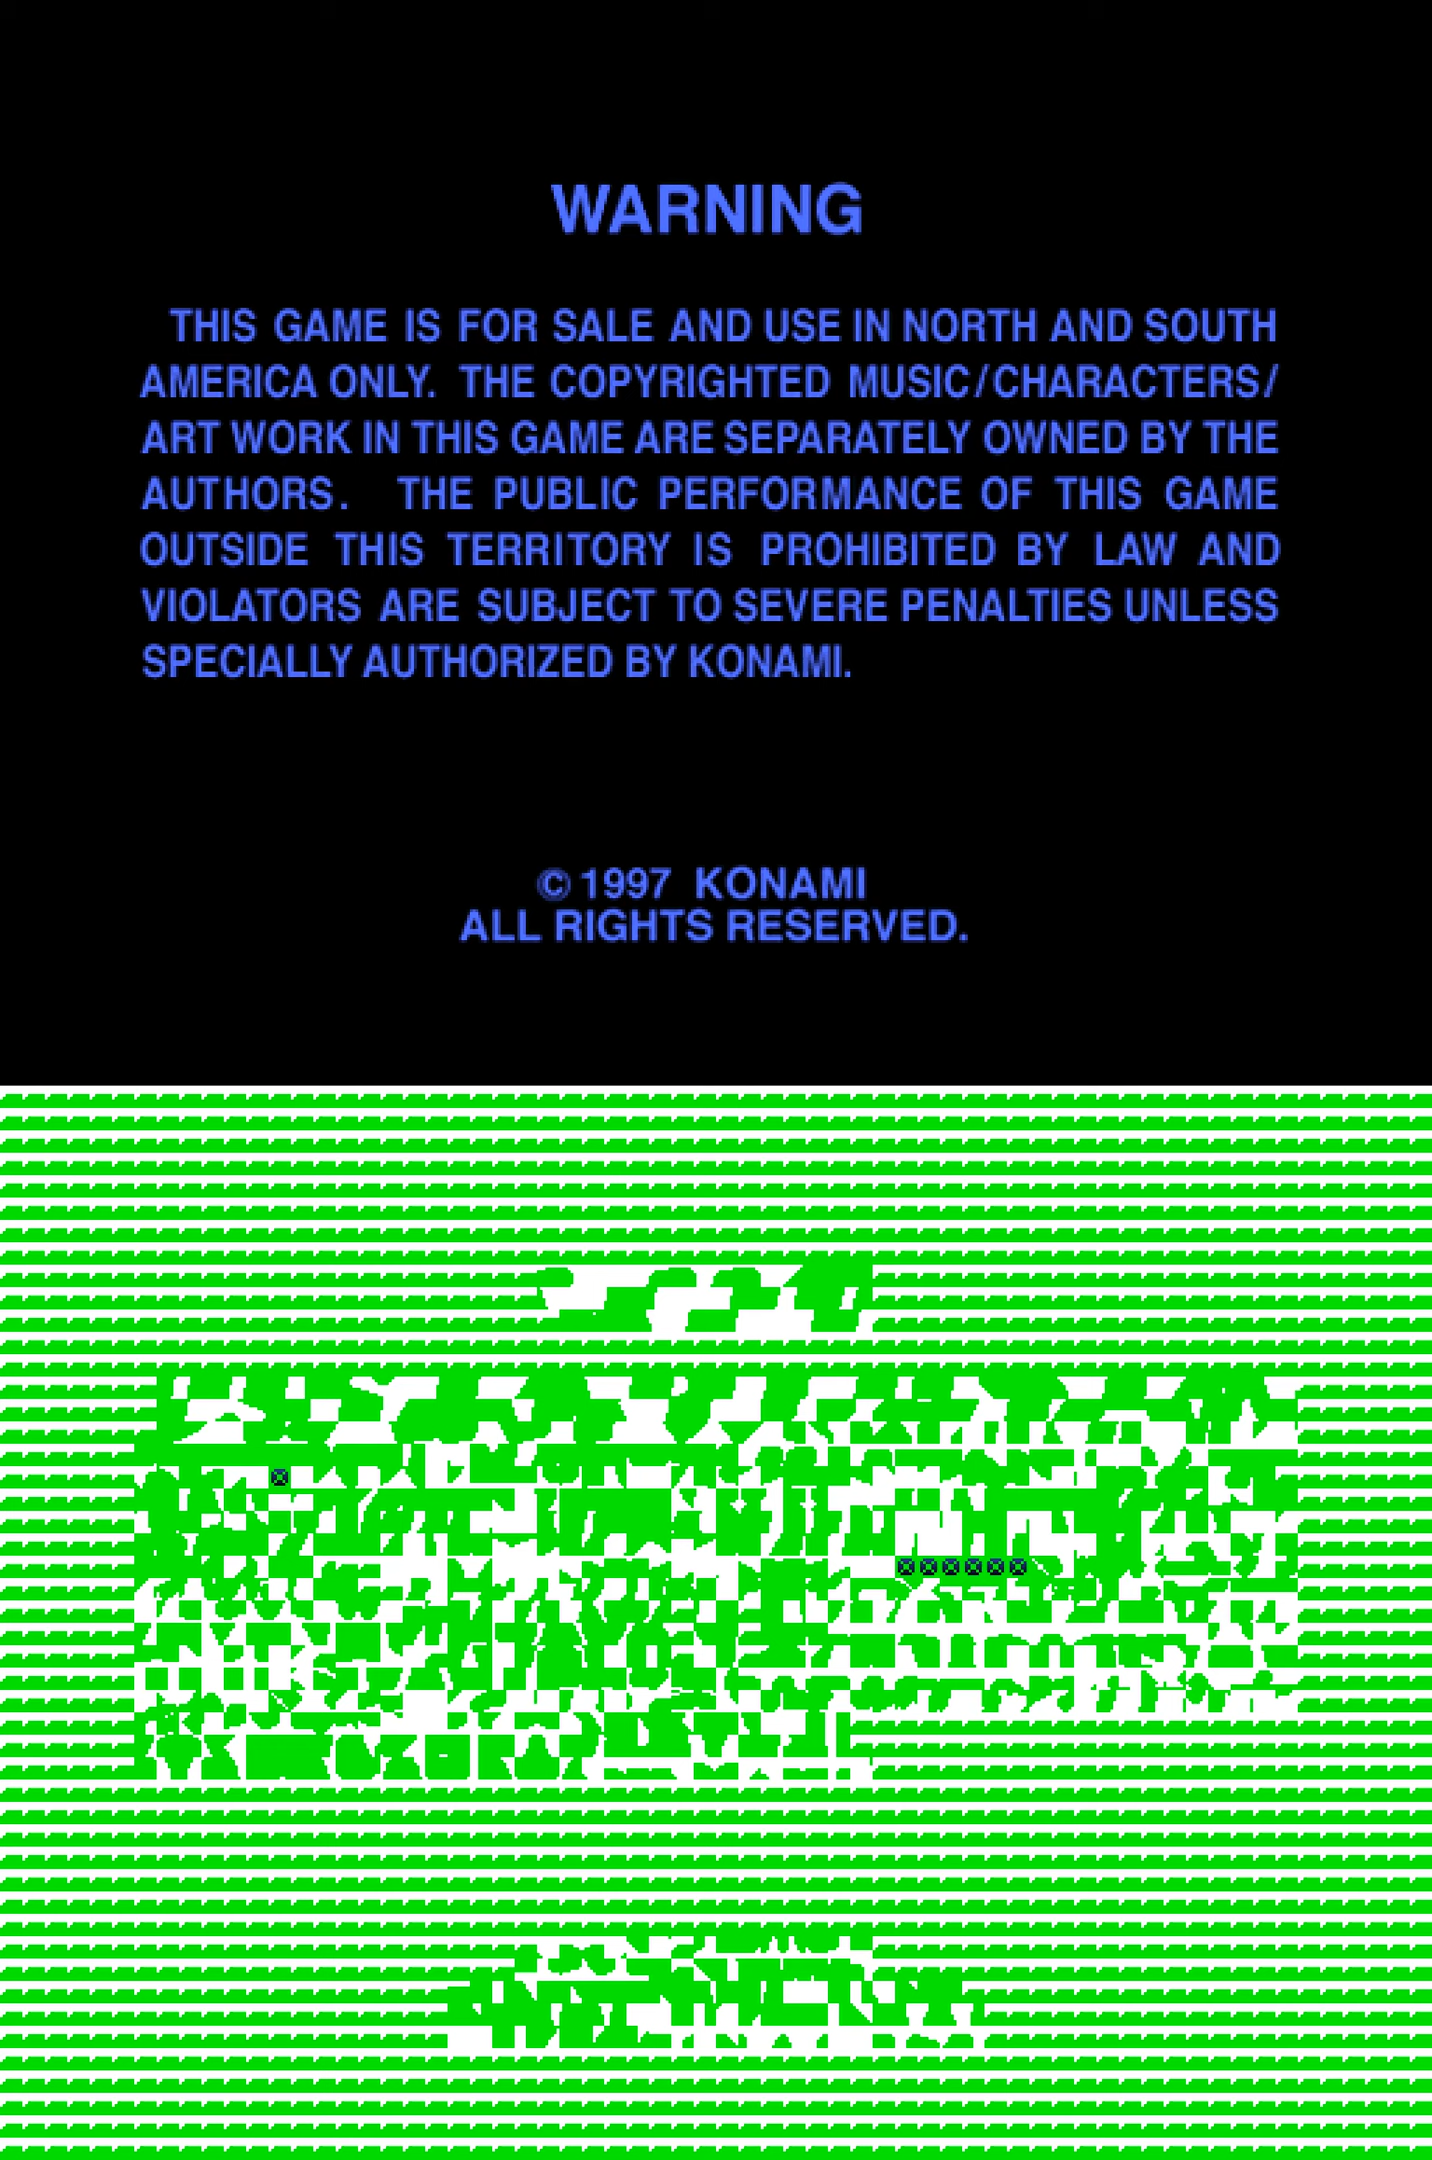 WARNING
THIS GAME IS FOR SALE AND USE IN NORTH AND SOUTH
AMERICA ONLY. THE COPYRIGHTED MUSIC/CHARACTERS/
ART WORK IN THIS GAME ARE SEPARATELY OWNED BY THE
AUTHORS. THE PUBLIC PERFORMANCE OF THIS GAME
OUTSIDE THIS TERRITORY IS PROHIBITED BY LAW AND
VIOLATORS ARE SUBJECT TO SEVERE PENALTIES UNLESS
SPECIALLY AUTHORIZED BY KONAMI.
© 1997 KONAMI
ALL RIGHTS RESERVED.